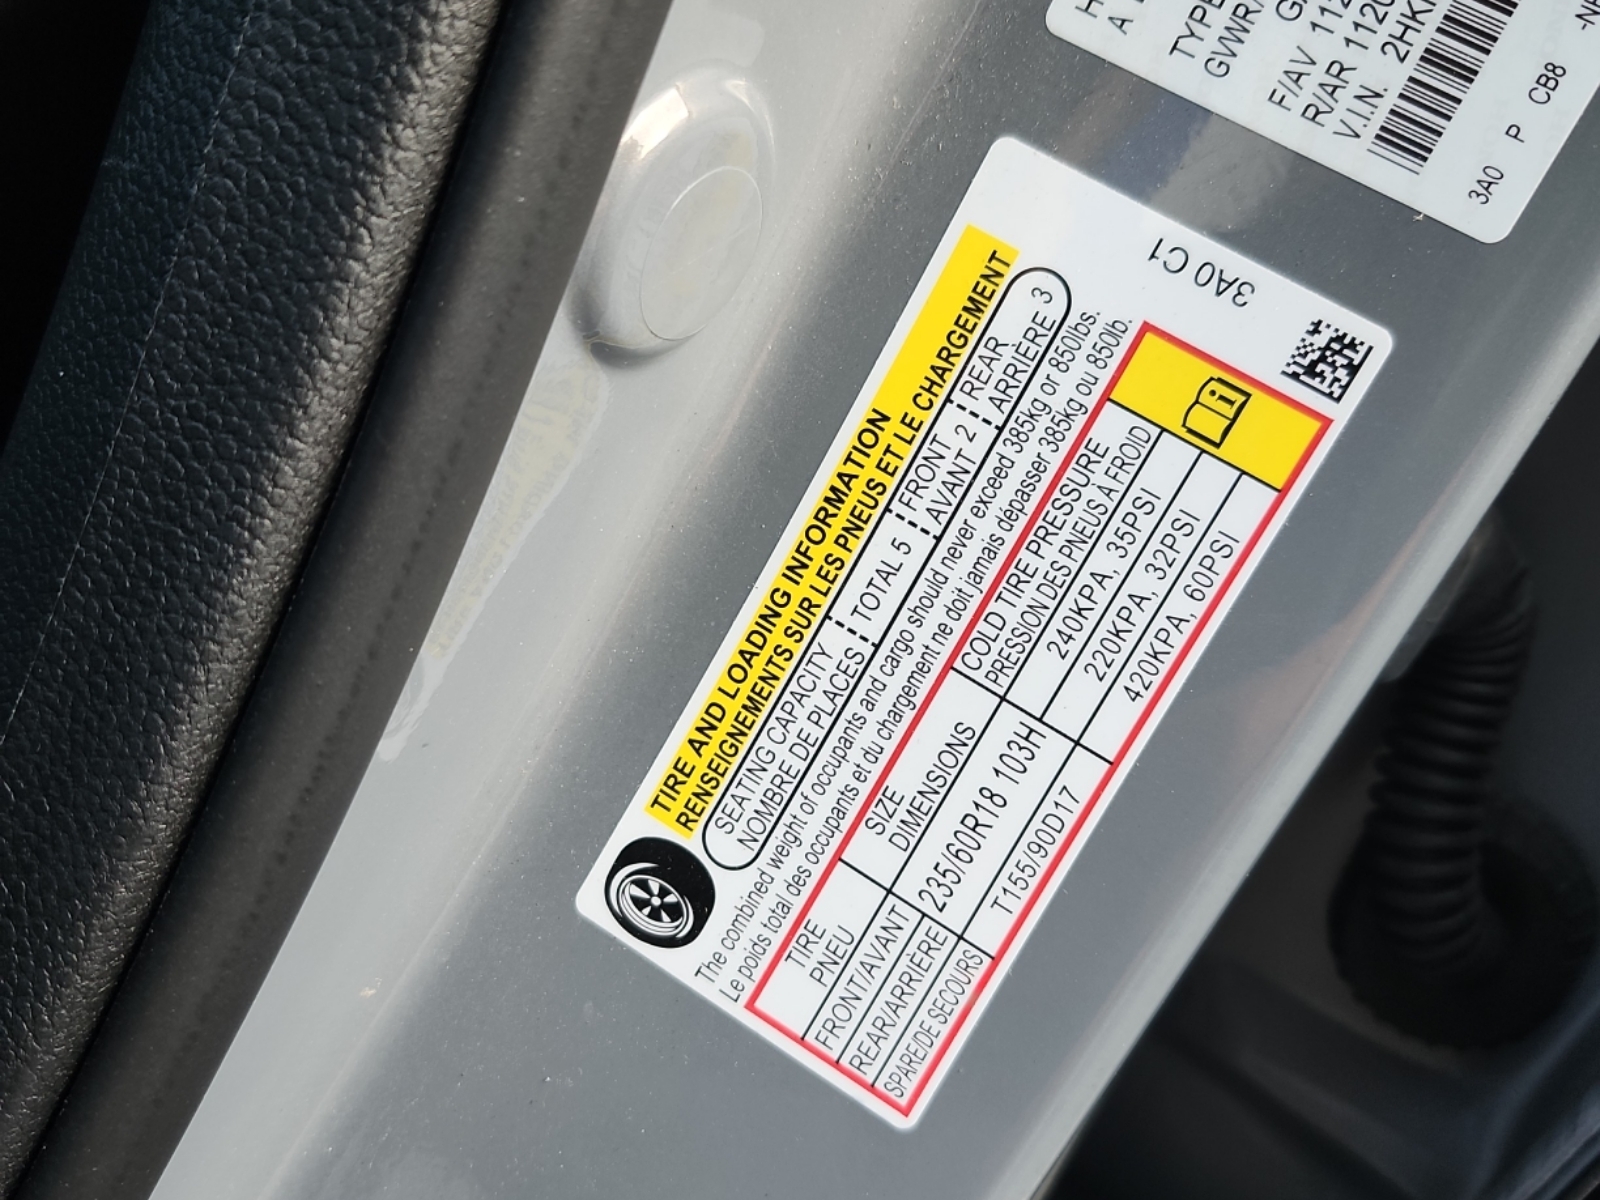 TYPE
GVWR/
F/AV 112
R/AR 1120
V.I.N. 2HK
3A0 P CB8
3A0 C1
TIRE AND LOADING INFORMATION
RENSEIGNEMENTS SUR LES PNEUS ET LE CHARGEMENT
SEATING CAPACITY TOTAL 5 FRONT REAR
NOMBRE DE PLACES AVANT 2 ARRIÈRE 3
The combined weight of occupants and cargo should never exceed 385kg or 850lbs.
Le poids total des occupants et du chargement ne doit jamais dépasser 385kg ou 850lb.
TIRE SIZE COLD TIRE PRESSURE
PNEU DIMENSIONS PRESSION DES PNEUS À FROID
FRONT/AVANT 235/60R18 103H 240KPA, 35PSI
REAR/ARRIÈRE 220KPA, 32PSI
SPARE/DE SECOURS T155/90D17 420KPA, 60PSI